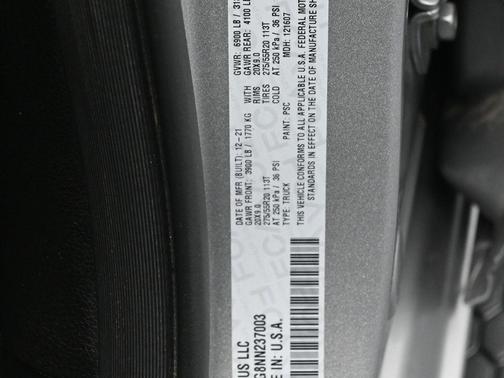 US LLC
DATE OF MFR (BUILT): 12-21
GVWR: 6900 LB /
GAWR FRONT: 3900 LB / 1770 KG WITH
GAWR REAR: 4100 LB
20X9.0 RIMS 20X9.0
275/55R20 113T TIRES 275/55R20 113T
AT 250 kPa / 36 PSI COLD AT 250 kPa / 36 PSI
TYPE: TRUCK PAINT: PSC MDH: 121607
THIS VEHICLE CONFORMS TO ALL APPLICABLE U.S.A. FEDERAL MOT
STANDARDS IN EFFECT ON THE DATE OF MANUFACTURE SH
G8NN237003
E IN: U.S.A.